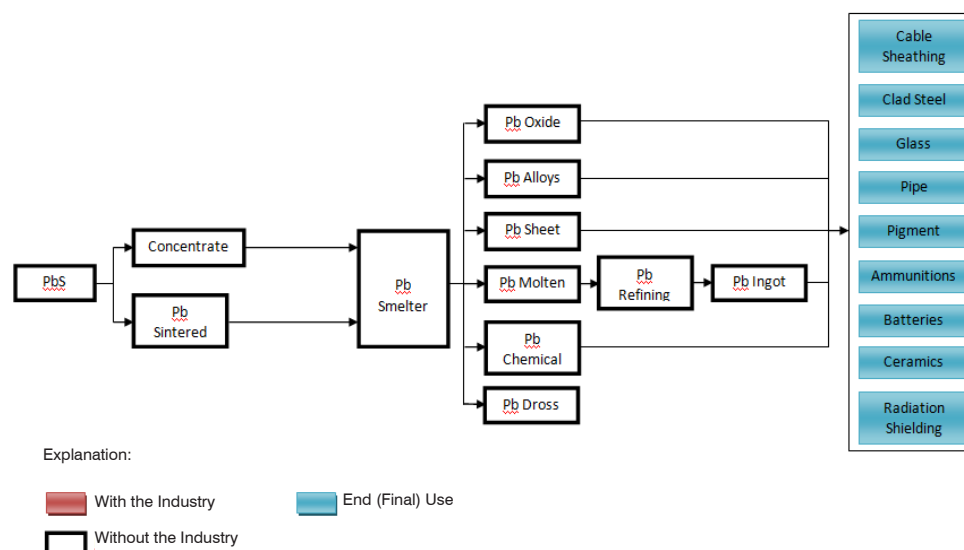 PbS
Concentrate
Pb
Sintered
Pb
Smelter
Pb Oxide
Pb Alloys
Pb Sheet
Pb Molten
Pb
Refining
Pb Ingot
Pb
Chemical
Pb Dross
Cable
Sheathing
Clad Steel
Glass
Pipe
Pigment
Ammunitions
Batteries
Ceramics
Radiation
Shielding
Explanation:
With the Industry
End (Final) Use
Without the Industry